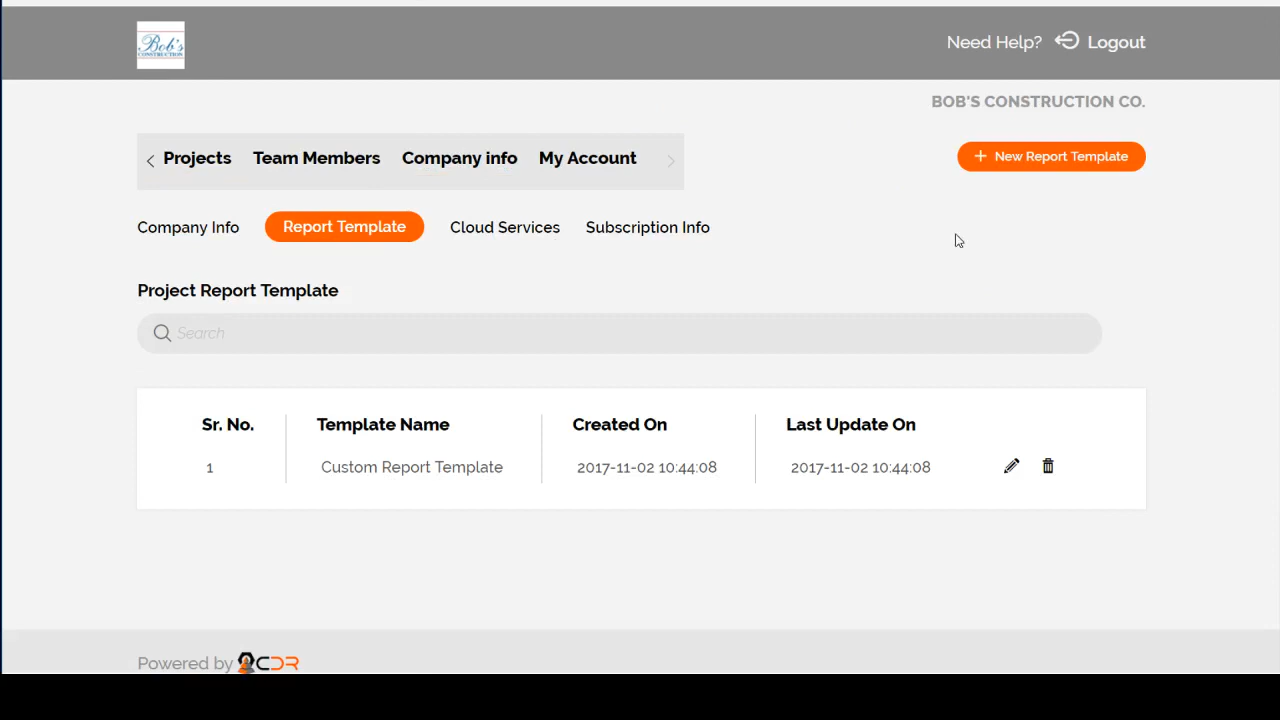 Bob's
CONSTRUCTION
Need Help? Logout
BOB'S CONSTRUCTION CO.
Projects Team Members Company info My Account
+ New Report Template
Company Info Report Template Cloud Services Subscription Info
Project Report Template
Search
Sr. No. Template Name Created On Last Update On
1 Custom Report Template 2017-11-02 10:44:08 2017-11-02 10:44:08
Powered by CDR